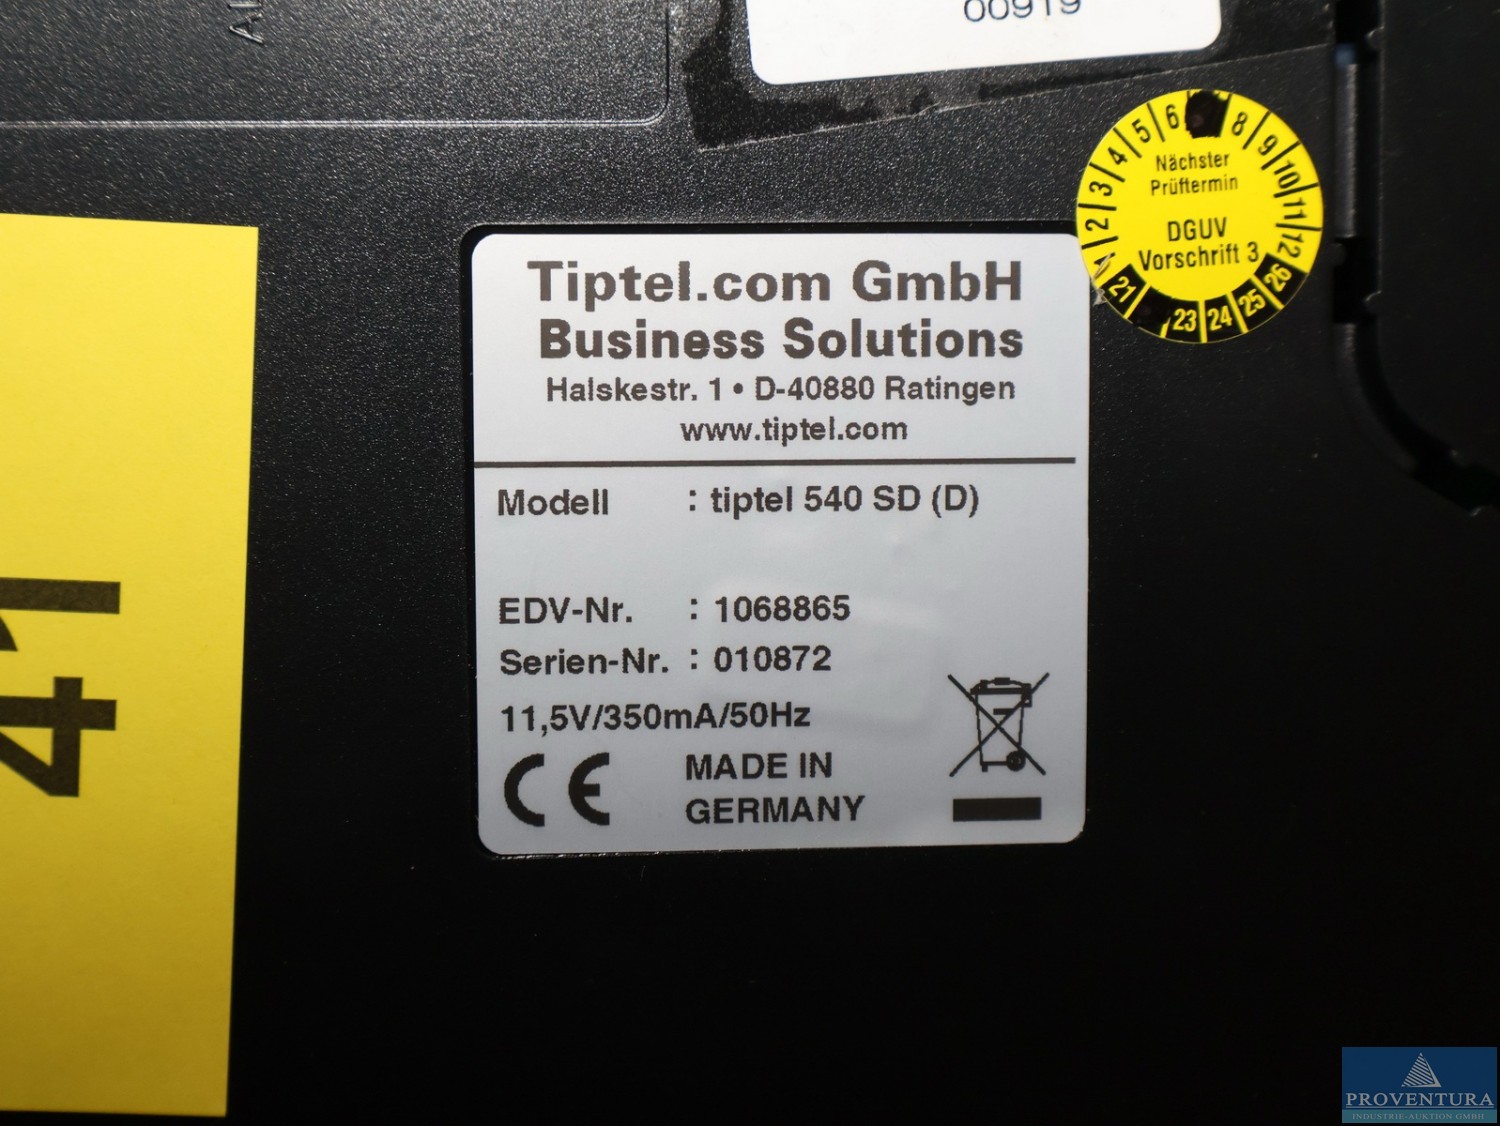 00919
Nächster
Prüftermin
DGUV
Vorschrift 3
2 3 4 5 6 8 9 10 11 12
21 23 24 25 26
Tiptel.com GmbH
Business Solutions
Halskestr. 1 • D-40880 Ratingen
www.tiptel.com
Modell : tiptel 540 SD (D)
EDV-Nr. : 1068865
Serien-Nr. : 010872
11,5V/350mA/50Hz
CE MADE IN
GERMANY
41
PROVENTURA
INDUSTRIE-AUKTION GMBH